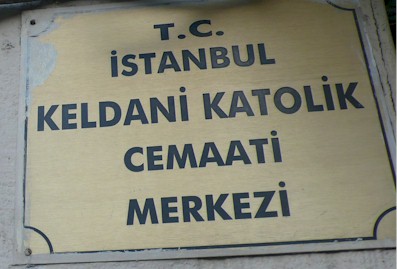 T.C.
İSTANBUL
KELDANİ KATOLİK
CEMAATİ
MERKEZİ